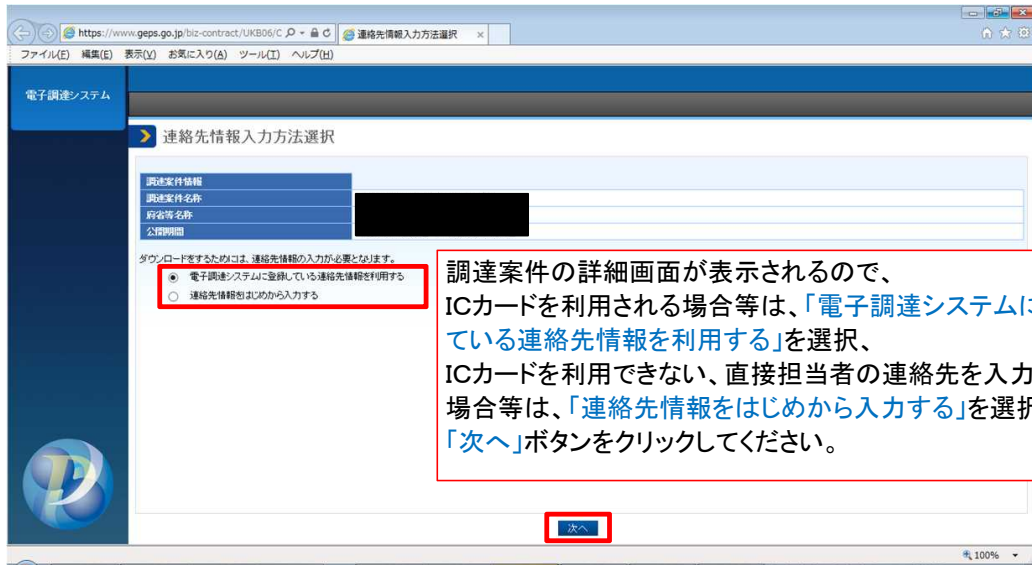 https://www.geps.go.jp/biz-contract/UKB06/C
連絡先情報入力方法選択
ファイル(F) 編集(E) 表示(V) お気に入り(A) ツール(T) ヘルプ(H)
電子調達システム
連絡先情報入力方法選択
調達案件情報
調達案件名称
府省等名称
公開期間
ダウンロードをするためには、連絡先情報の入力が必要となります。
電子調達システムに登録している連絡先情報を利用する
連絡先情報をはじめから入力する
調達案件の詳細画面が表示されるので、
ICカードを利用される場合等は、「電子調達システムに
ている連絡先情報を利用する」を選択、
ICカードを利用できない、直接担当者の連絡先を入力
場合等は、「連絡先情報をはじめから入力する」を選択
「次へ」ボタンをクリックしてください。
次へ
100%